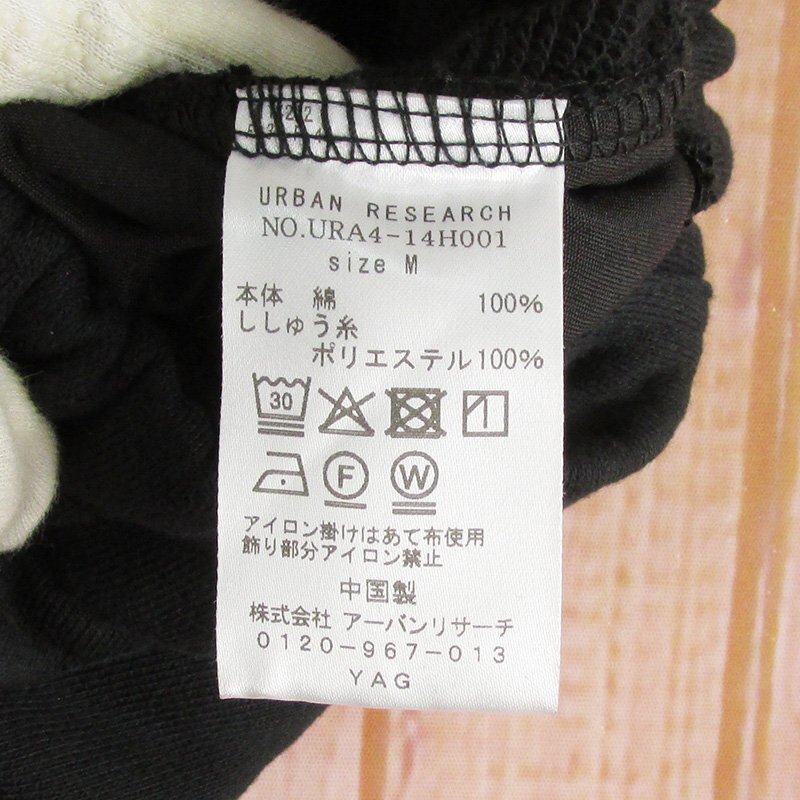 URBAN RESEARCH
NO.URA4-14H001
size M
本体 綿 100%
ししゅう糸
ポリエステル100%
30
F W
アイロン掛けはあて布使用
飾り部分アイロン禁止
中国製
株式会社 アーバンリサーチ
0120-967-013
YAG